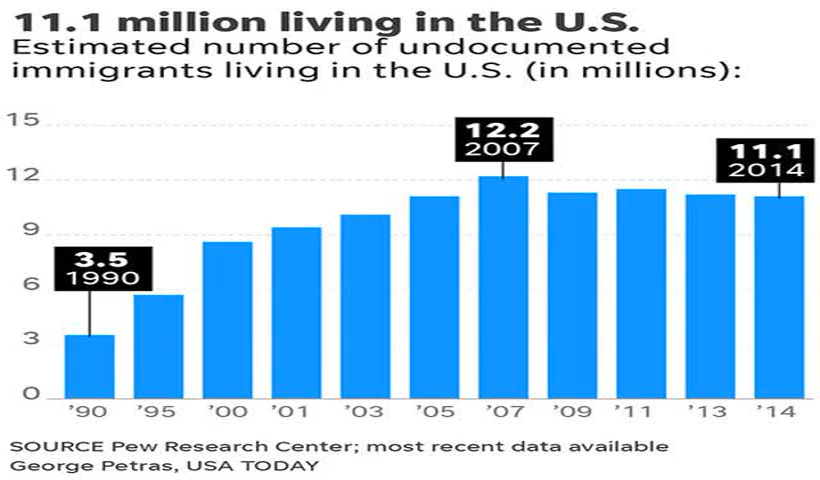 11.1 million living in the U.S.
Estimated number of undocumented
immigrants living in the U.S. (in millions):
15
12.2
2007
11.1
2014
12
9
3.5
1990
6
3
0
’90 ’95 ’00 ’01 ’03 ’05 ’07 ’09 ’11 ’13 ’14
SOURCE Pew Research Center; most recent data available
George Petras, USA TODAY